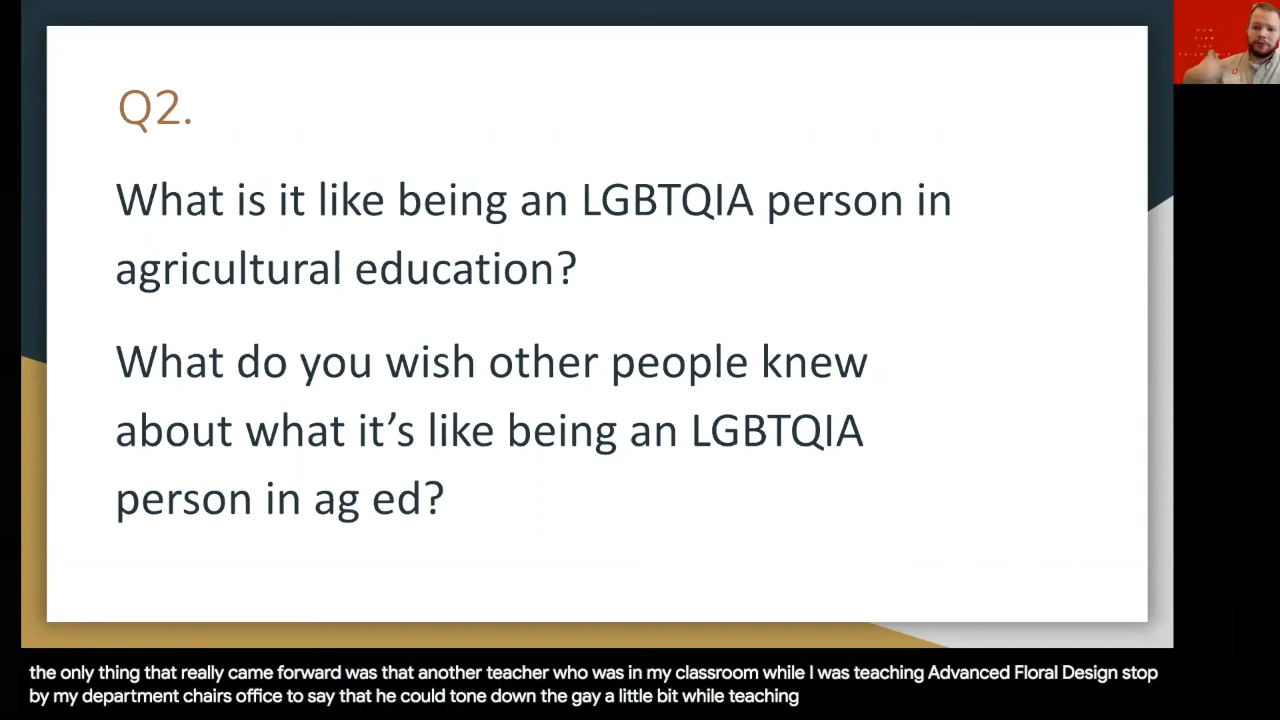 Q2.
What is it like being an LGBTQIA person in
agricultural education?
What do you wish other people knew
about what it's like being an LGBTQIA
person in ag ed?
the only thing that really came forward was that another teacher who was in my classroom while I was teaching Advanced Floral Design stop
by my department chairs office to say that he could tone down the gay a little bit while teaching